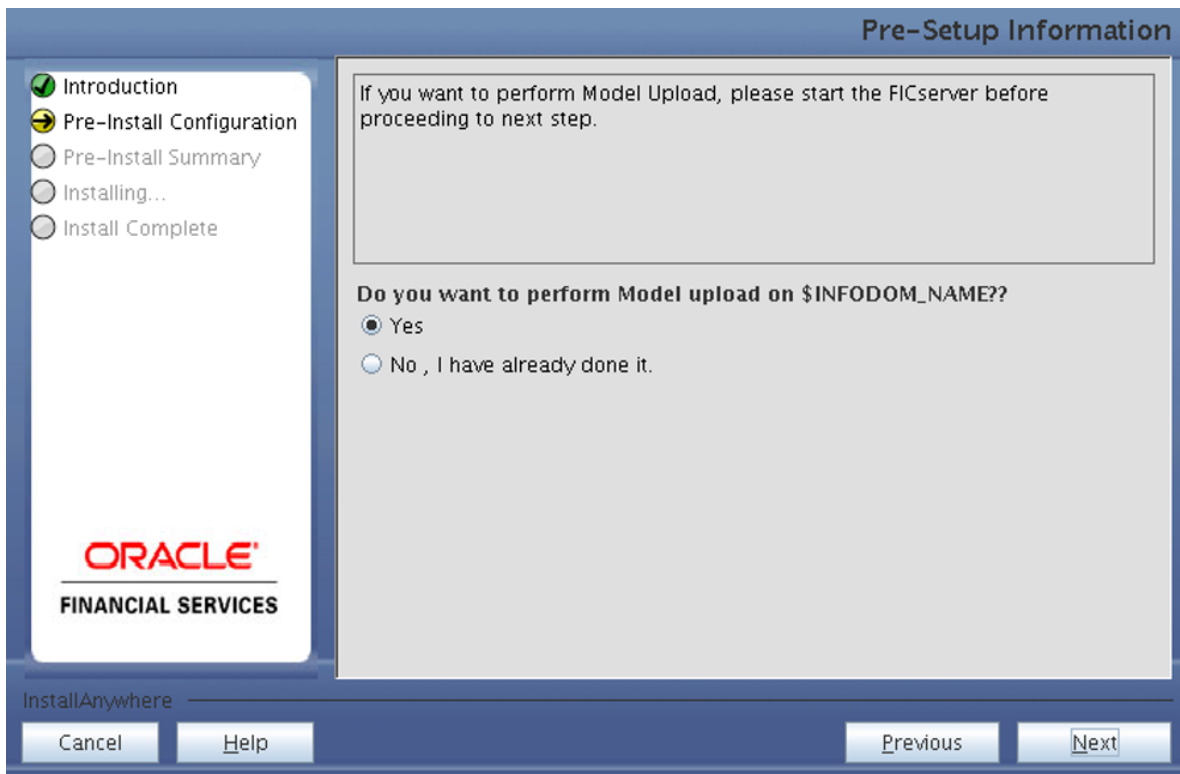 Pre-Setup Information
Introduction
Pre-Install Configuration
Pre-Install Summary
Installing...
Install Complete
ORACLE'
FINANCIAL SERVICES
If you want to perform Model Upload, please start the FICserver before
proceeding to next step.
Do you want to perform Model upload on $INFODOM_NAME??
Yes
No , I have already done it.
InstallAnywhere
Cancel
Help
Previous
Next